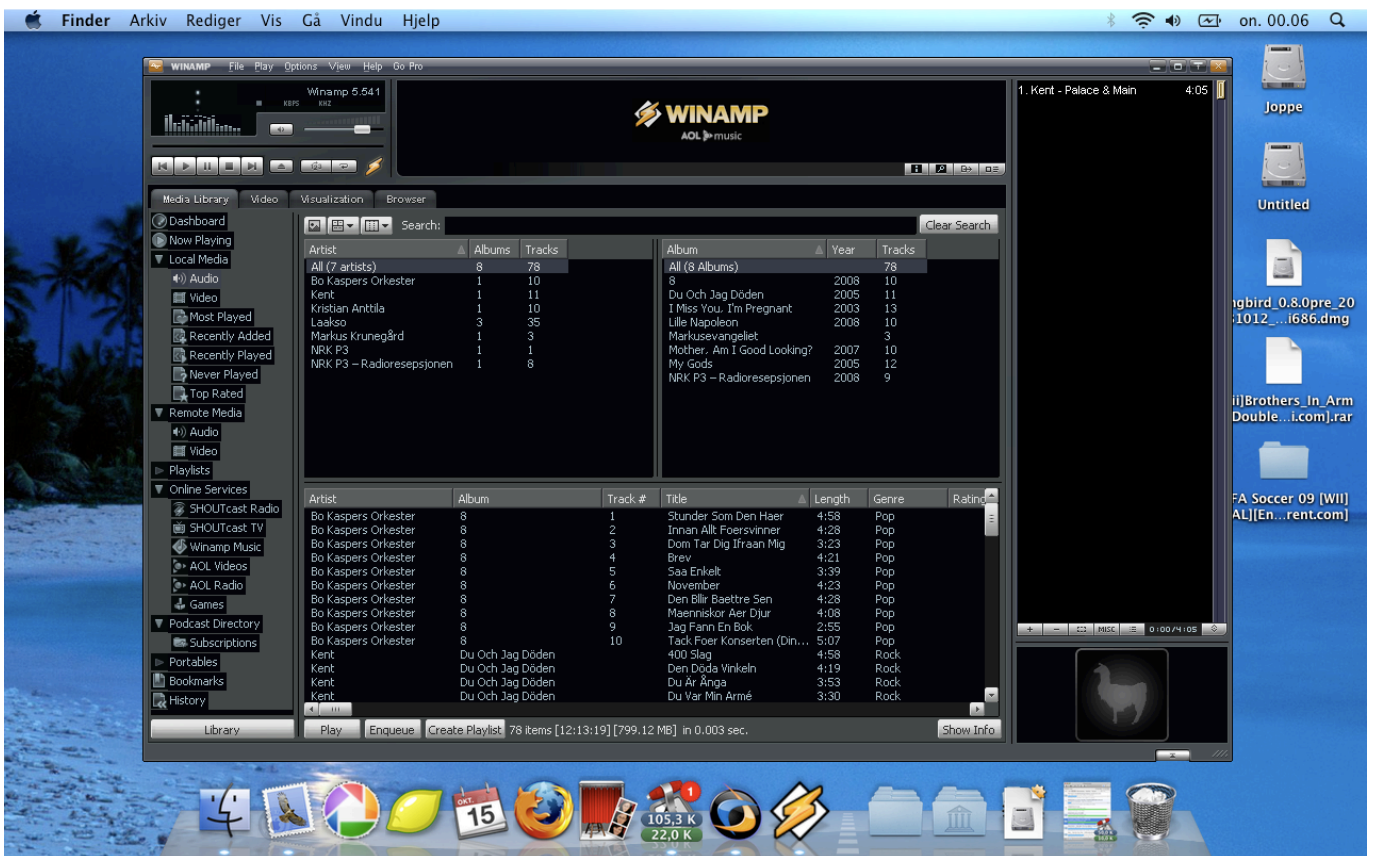 Finder Arkiv Rediger Vis Gå Vindu Hjelp on. 00.06
WINAMP File Play Options View Help Go Pro
Winamp 5.541
KBPS KHZ
WINAMP
AOL music
1. Kent - Palace & Main 4:05
Media Library Video Visualization Browser
Dashboard
Now Playing
Local Media
Audio
Video
Most Played
Recently Added
Recently Played
Never Played
Top Rated
Remote Media
Audio
Video
Playlists
Online Services
SHOUTcast Radio
SHOUTcast TV
Winamp Music
AOL Videos
AOL Radio
Games
Podcast Directory
Subscriptions
Portables
Bookmarks
History
Library
Search: Clear Search
Artist Albums Tracks
All (7 artists) 8 78
Bo Kaspers Orkester 1 10
Kent 1 11
Kristian Anttila 1 10
Laakso 3 35
Markus Krunegård 1 3
NRK P3 1 1
NRK P3 – Radioresepsjonen 1 8
Album Year Tracks
All (8 Albums) 78
8 2008 10
Du Och Jag Döden 2005 11
I Miss You, I'm Pregnant 2003 13
Lille Napoleon 2008 10
Markusevangeliet 3
Mother, Am I Good Looking? 2007 10
My Gods 2005 12
NRK P3 – Radioresepsjonen 2008 9
Artist Album Track # Title Length Genre Rating
Bo Kaspers Orkester 8 1 Stunder Som Den Haer 4:58 Pop
Bo Kaspers Orkester 8 2 Innan Allt Foersvinner 4:28 Pop
Bo Kaspers Orkester 8 3 Dom Tar Dig Ifraan Mig 3:23 Pop
Bo Kaspers Orkester 8 4 Brev 4:21 Pop
Bo Kaspers Orkester 8 5 Saa Enkelt 3:39 Pop
Bo Kaspers Orkester 8 6 November 4:23 Pop
Bo Kaspers Orkester 8 7 Den Bllir Baettre Sen 4:28 Pop
Bo Kaspers Orkester 8 8 Maenniskor Aer Djur 4:08 Pop
Bo Kaspers Orkester 8 9 Jag Fann En Bok 2:55 Pop
Bo Kaspers Orkester 8 10 Tack Foer Konserten (Din... 5:07 Pop
Kent Du Och Jag Döden 400 Slag 4:58 Rock
Kent Du Och Jag Döden Den Döda Vinkeln 4:19 Rock
Kent Du Och Jag Döden Du Är Ånga 3:53 Rock
Kent Du Och Jag Döden Du Var Min Armé 3:30 Rock
Play Enqueue Create Playlist 78 items [12:13:19] [799.12 MB] in 0.003 sec. Show Info
+ - MISC 0:00/4:05
Joppe
Untitled
ngbird_0.8.0pre_20
81012_...i686.dmg
ii]Brothers_In_Arm
Double...i.com].rar
FA Soccer 09 [WII]
AL][En...rent.com]
OKT.
15
1
105,3 K
22,0 K